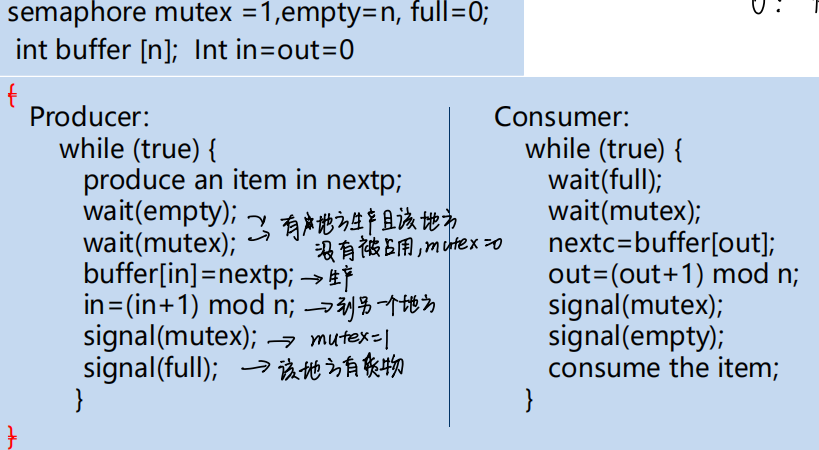 semaphore mutex =1,empty=n, full=0;
int buffer [n]; Int in=out=0
{
Producer:
while (true) {
produce an item in nextp;
wait(empty);
wait(mutex);
有地方生产且该地方
没有被占用,mutex=0
buffer[in]=nextp; →生产
in=(in+1) mod n; →到另一个地方
signal(mutex); → mutex=1
signal(full); → 该地方有货物
}
Consumer:
while (true) {
wait(full);
wait(mutex);
nextc=buffer[out];
out=(out+1) mod n;
signal(mutex);
signal(empty);
consume the item;
}
}